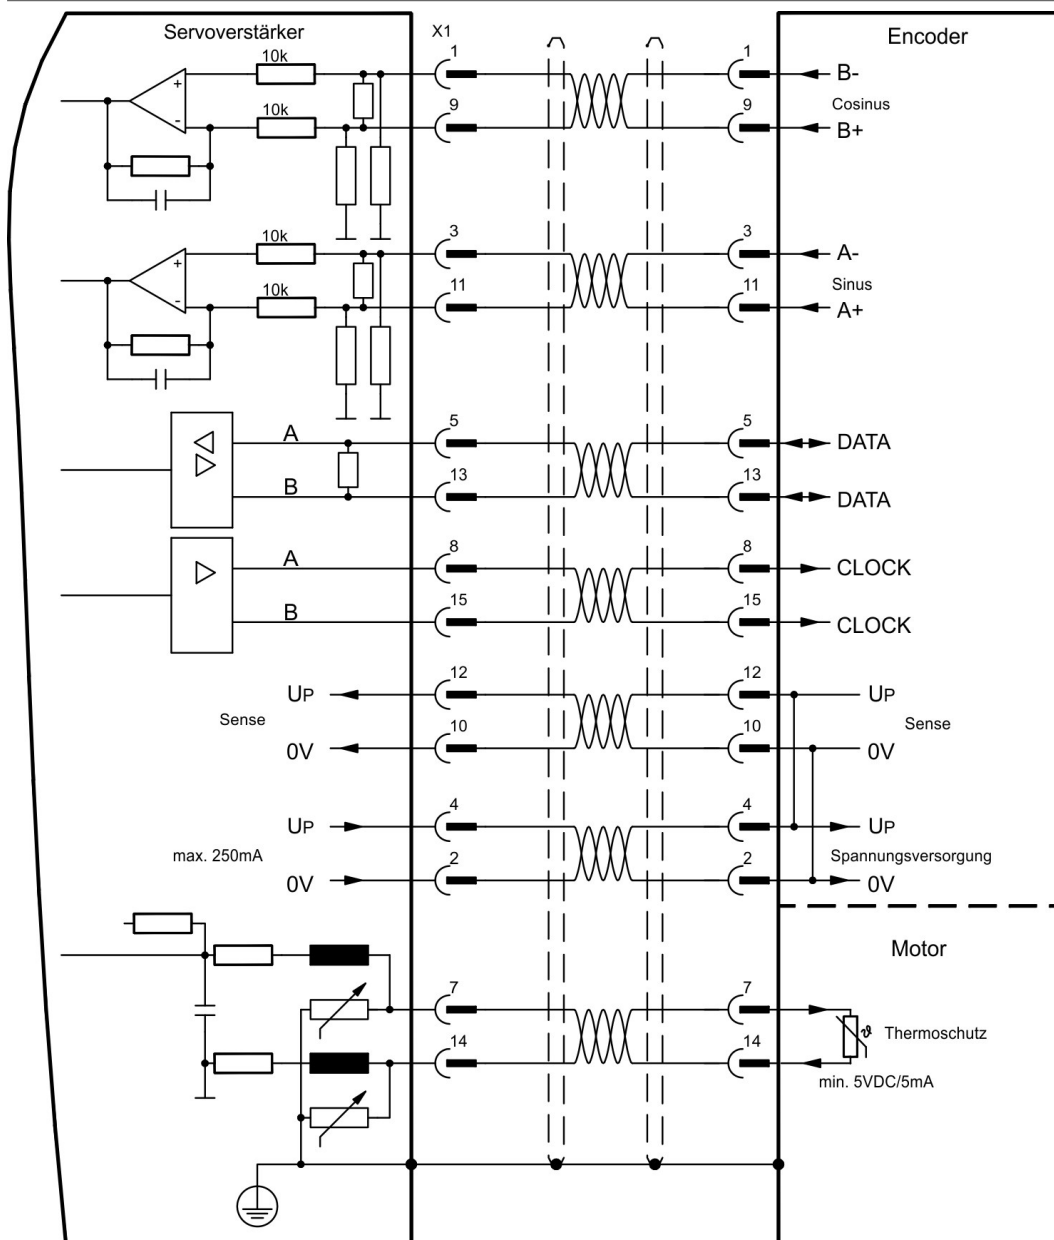 Servoverstärker
X1
Encoder
10k
1
1
B-
Cosinus
10k
9
9
B+
+
-
10k
3
3
A-
Sinus
10k
11
11
A+
+
-
A
5
5
DATA
B
13
13
DATA
A
8
8
CLOCK
B
15
15
CLOCK
UP
12
12
UP
Sense
Sense
0V
10
10
0V
UP
4
4
UP
max. 250mA
Spannungsversorgung
0V
2
2
0V
Motor
7
7
ϑ Thermoschutz
14
14
min. 5VDC/5mA